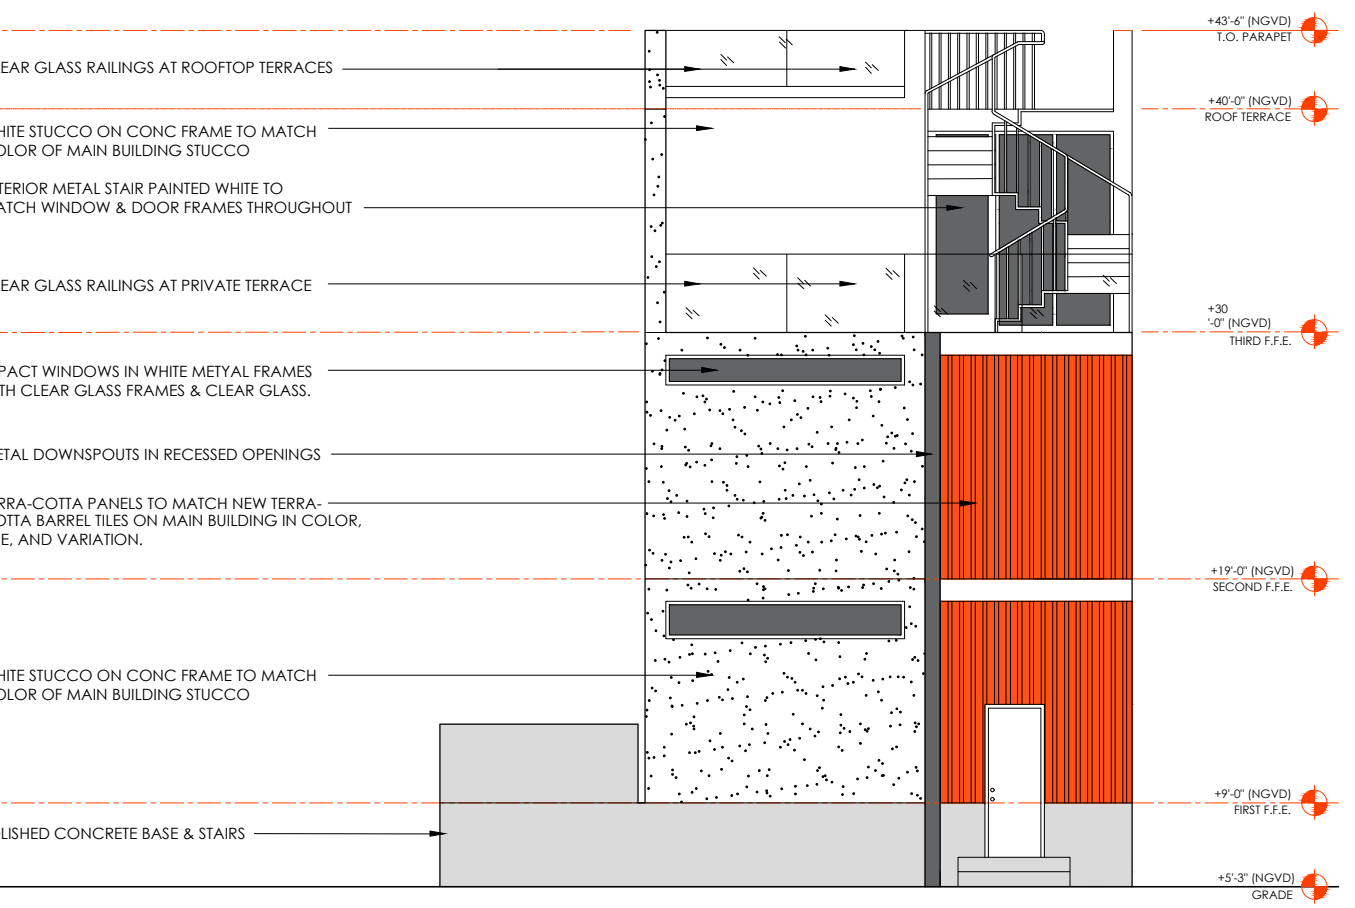 LEAR GLASS RAILINGS AT ROOFTOP TERRACES
HITE STUCCO ON CONC FRAME TO MATCH
OLOR OF MAIN BUILDING STUCCO
TERIOR METAL STAIR PAINTED WHITE TO
ATCH WINDOW & DOOR FRAMES THROUGHOUT
LEAR GLASS RAILINGS AT PRIVATE TERRACE
PACT WINDOWS IN WHITE METYAL FRAMES
TH CLEAR GLASS FRAMES & CLEAR GLASS.
ETAL DOWNSPOUTS IN RECESSED OPENINGS
RRA-COTTA PANELS TO MATCH NEW TERRA-
OTTA BARREL TILES ON MAIN BUILDING IN COLOR,
E, AND VARIATION.
HITE STUCCO ON CONC FRAME TO MATCH
OLOR OF MAIN BUILDING STUCCO
LISHED CONCRETE BASE & STAIRS
+43'-6" (NGVD)
T.O. PARAPET
+40'-0" (NGVD)
ROOF TERRACE
+30
'-0" (NGVD)
THIRD F.F.E.
+19'-0" (NGVD)
SECOND F.F.E.
+9'-0" (NGVD)
FIRST F.F.E.
+5'-3" (NGVD)
GRADE